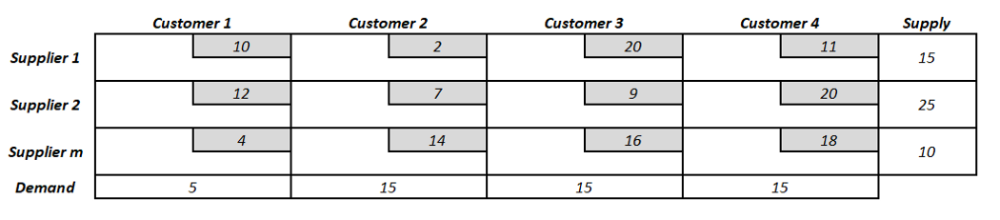 Customer 1 Customer 2 Customer 3 Customer 4 Supply
Supplier 1 10 2 20 11 15
Supplier 2 12 7 9 20 25
Supplier m 4 14 16 18 10
Demand 5 15 15 15